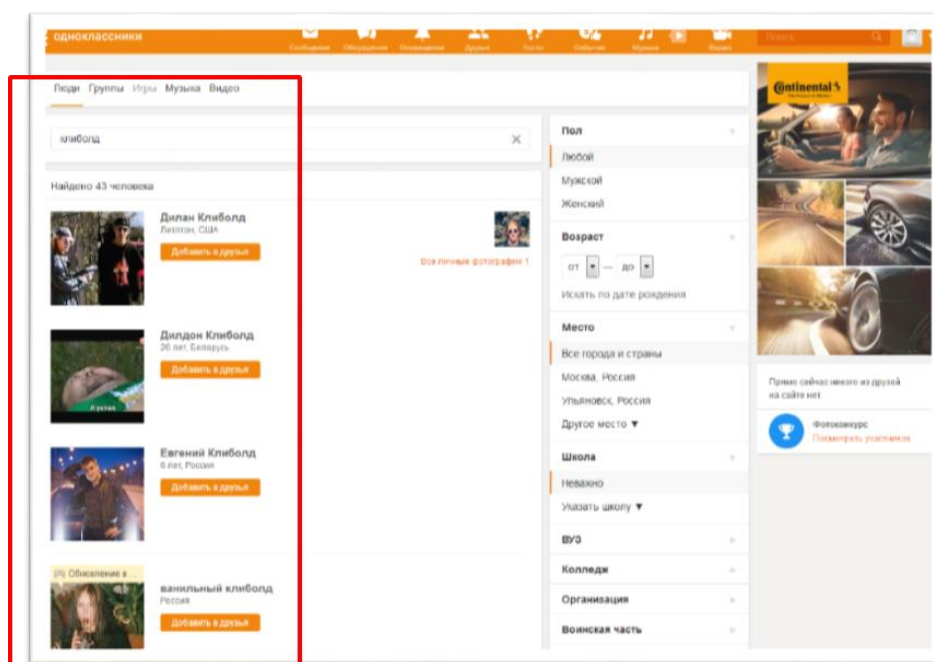 одноклассники
Сообщения Обсуждения Оповещения Друзья Гости События Музыка Видео
Поиск
Люди Группы Игры Музыка Видео
клиболд
Найдено 43 человека
Дилан Клиболд
Литлтон, США
Добавить в друзья
Все личные фотографии 1
Дилдон Клиболд
20 лет, Беларусь
Добавить в друзья
Я устал
Евгений Клиболд
6 лет, Россия
Добавить в друзья
Обновление в ...
ванильный клиболд
Россия
Добавить в друзья
Пол
Любой
Мужской
Женский
Возраст
от — до
Искать по дате рождения
Место
Все города и страны
Москва, Россия
Ульяновск, Россия
Другое место ▼
Школа
Неважно
Указать школу ▼
ВУЗ
Колледж
Организация
Воинская часть
Continental
Прямо сейчас никого из друзей
на сайте нет.
Фотоконкурс
Посмотреть участников